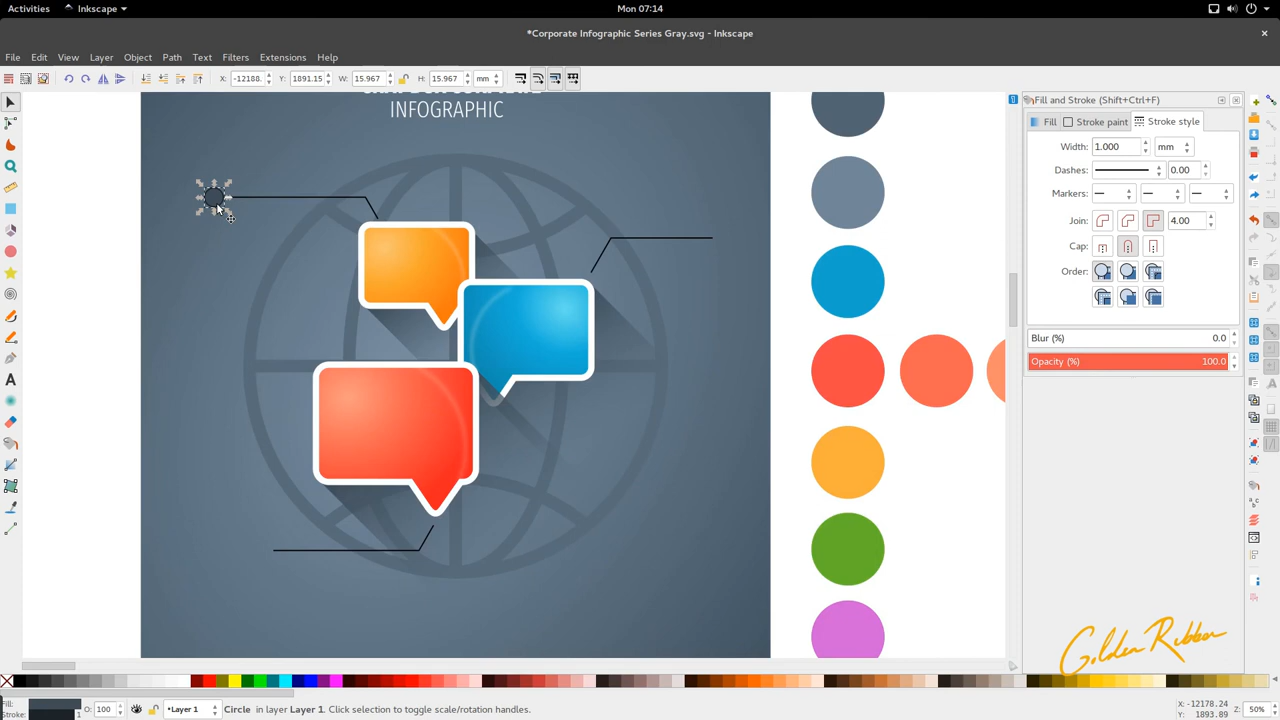 Activities
Inkscape
Mon 07:14
*Corporate Infographic Series Gray.svg - Inkscape
File Edit View Layer Object Path Text Filters Extensions Help
X: -12188. Y: 1891.15 W: 15.967 H: 15.967 mm
INFOGRAPHIC
Fill and Stroke (Shift+Ctrl+F)
Fill Stroke paint Stroke style
Width: 1.000 mm
Dashes: 0.00
Markers:
Join: 4.00
Cap:
Order:
Blur (%) 0.0
Opacity (%) 100.0
Golden Ribbon
Fill:
Stroke: 1
O: 100
•Layer 1
Circle in layer Layer 1. Click selection to toggle scale/rotation handles.
X: -12178.24
Y: 1893.89
Z: 50%